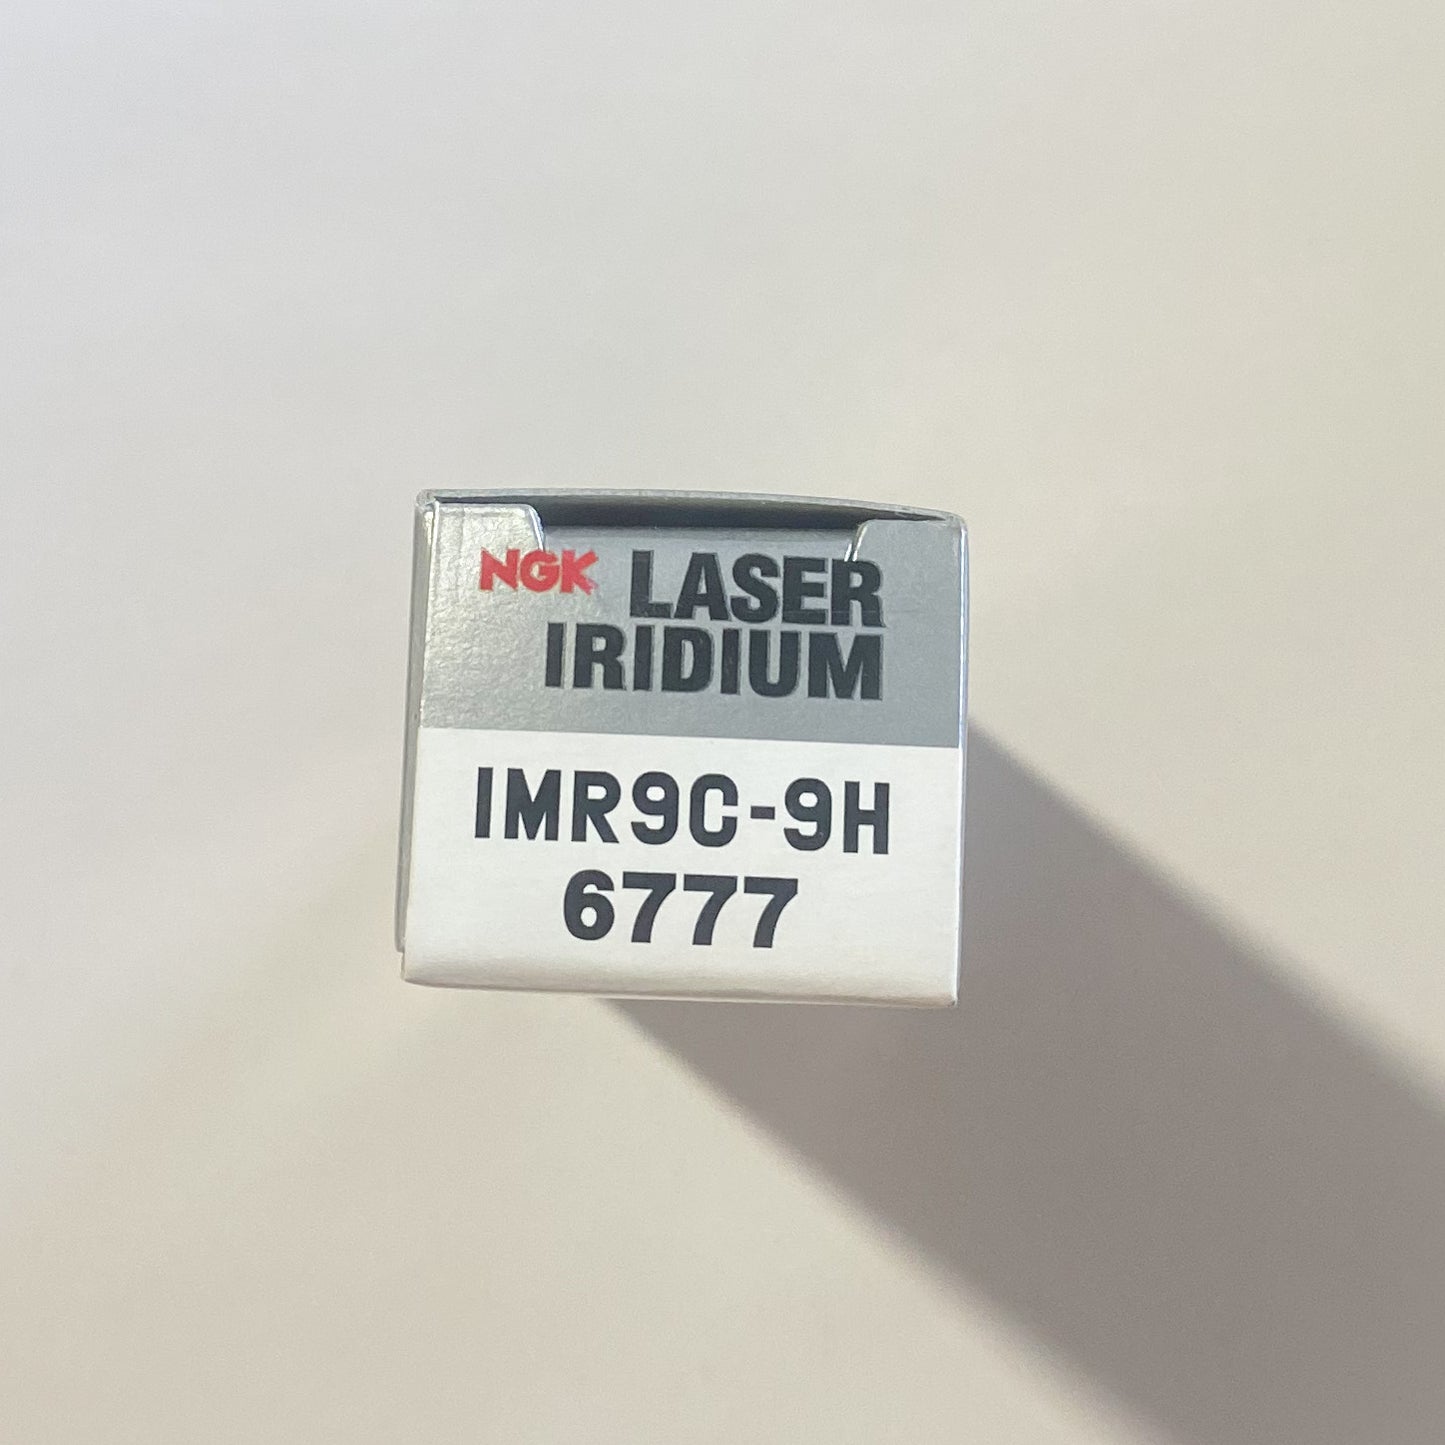 NGK LASER
IRIDIUM
IMR9C-9H
6777